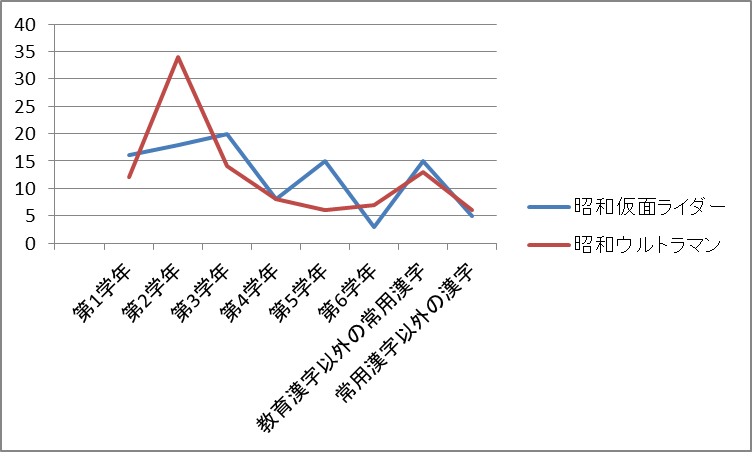 40
35
30
25
20
15
10
5
0
第1学年
第2学年
第3学年
第4学年
第5学年
第6学年
教育漢字以外の常用漢字
常用漢字以外の漢字
昭和仮面ライダー
昭和ウルトラマン